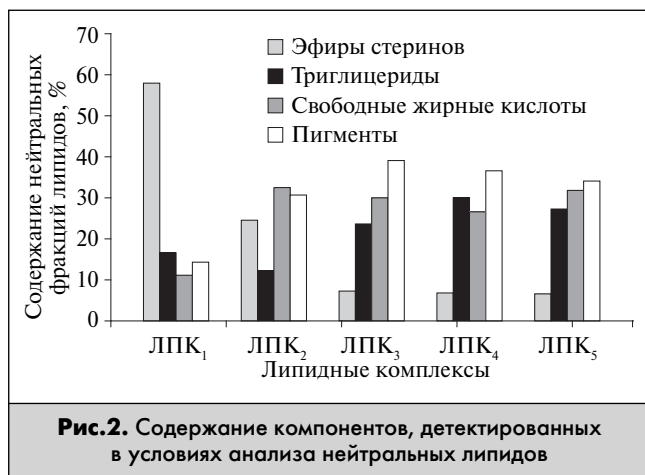 Содержание нейтральных
фракций липидов, %
70
60
50
40
30
20
10
0
Эфиры стеринов
Триглицериды
Свободные жирные кислоты
Пигменты
ЛПК₁ ЛПК₂ ЛПК₃ ЛПК₄ ЛПК₅
Липидные комплексы
Рис.2. Содержание компонентов, детектированных
в условиях анализа нейтральных липидов